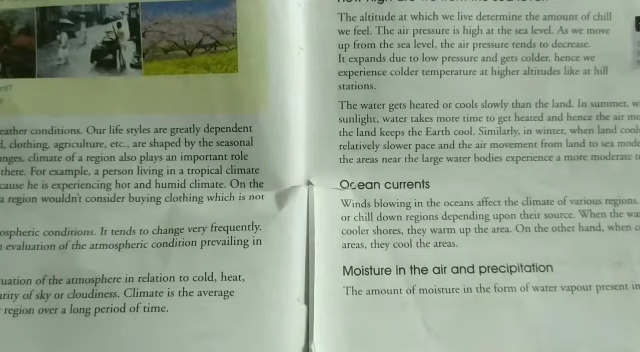 eather conditions. Our life styles are greatly dependent
clothing, agriculture, etc., are shaped by the seasonal
nges, climate of a region also plays an important role
there. For example, a person living in a tropical climate
cause he is experiencing hot and humid climate. On the
a region wouldn't consider buying clothing which is not
ospheric conditions. It tends to change very frequently.
evaluation of the atmospheric condition prevailing in
uation of the atmosphere in relation to cold, heat,
arity of sky or cloudiness. Climate is the average
region over a long period of time.
The altitude at which we live determine the amount of chill
we feel. The air pressure is high at the sea level. As we move
up from the sea level, the air pressure tends to decrease.
It expands due to low pressure and gets colder, hence we
experience colder temperature at higher altitudes like at hill
stations.
The water gets heated or cools slowly than the land. In summer, w
sunlight, water takes more time to get heated and hence the air mo
the land keeps the Earth cool. Similarly, in winter, when land cool
relatively slower pace and the air movement from land to sea mode
the areas near the large water bodies experience a more moderate
Ocean currents
Winds blowing in the oceans affect the climate of various regions.
or chill down regions depending upon their source. When the wa
cooler shores, they warm up the area. On the other hand, when c
areas, they cool the areas.
Moisture in the air and precipitation
The amount of moisture in the form of water vapour present in